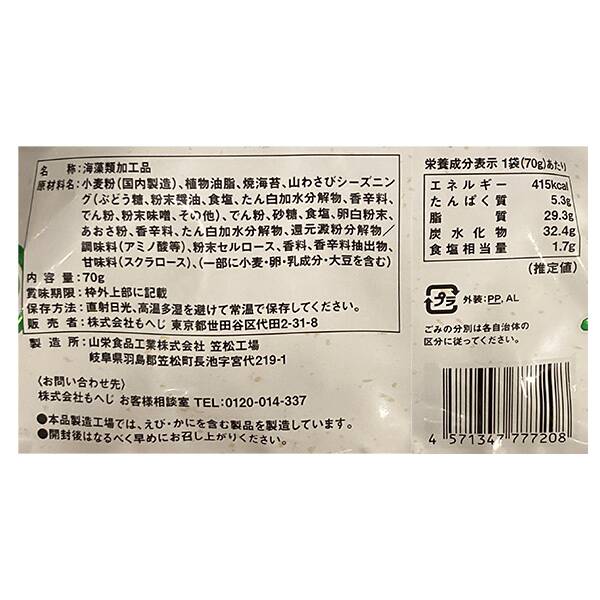 名　　称:海藻類加工品
原材料名:小麦粉(国内製造)、植物油脂、焼海苔、山わさびシーズニン
グ(ぶどう糖、粉末醤油、食塩、たん白加水分解物、香辛料、
でん粉、粉末味噌、その他)、でん粉、砂糖、食塩、卵白粉末、
あおさ粉、香辛料、たん白加水分解物、還元澱粉分解物/
調味料(アミノ酸等)、粉末セルロース、香料、香辛料抽出物、
甘味料(スクラロース)、(一部に小麦・卵・乳成分・大豆を含む)
内 容 量:70g
賞味期限:枠外上部に記載
保存方法:直射日光、高温多湿を避けて常温で保存してください。
販 売 者:株式会社もへじ 東京都世田谷区代田2-31-8
製 造 所:山栄食品工業株式会社 笠松工場
岐阜県羽島郡笠松町長池字宮代219-1
〈お問い合わせ先〉
株式会社もへじ お客様相談室 TEL:0120-014-337
●本品製造工場では、えび・かにを含む製品を製造しています。
●開封後はなるべく早めにお召し上がりください。
栄養成分表示 1袋(70g)あたり
エネルギー 415kcal
たんぱく質 5.3g
脂質 29.3g
炭水化物 32.4g
食塩相当量 1.7g
(推定値)
プラ 外装:PP, AL
ごみの分別は各自治体の
区分に従ってください。
4 571347 777208